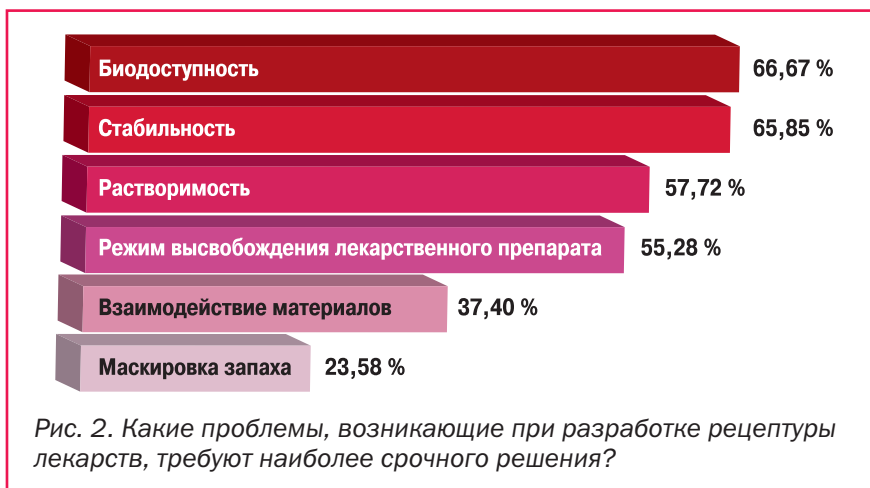 Биодоступность 66,67 %
Стабильность 65,85 %
Растворимость 57,72 %
Режим высвобождения лекарственного препарата 55,28 %
Взаимодействие материалов 37,40 %
Маскировка запаха 23,58 %
Рис. 2. Какие проблемы, возникающие при разработке рецептуры
лекарств, требуют наиболее срочного решения?